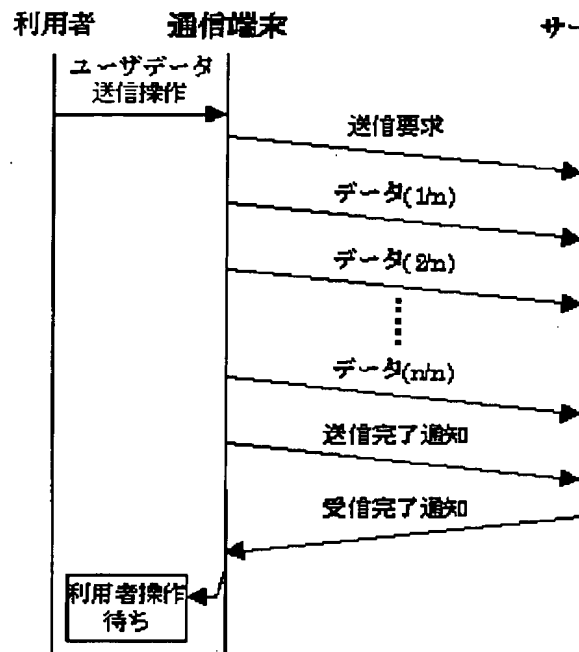 利用者 通信端末 サー
ユーザデータ
送信操作
送信要求
データ(1/n)
データ(2/n)
データ(n/n)
送信完了通知
受信完了通知
利用者操作
待ち